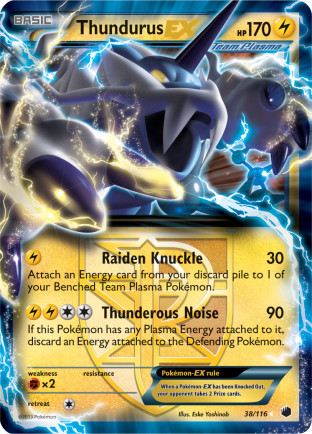 BASIC
Thundurus EX HP170
Team Plasma
Raiden Knuckle 30
Attach an Energy card from your discard pile to 1 of
your Benched Team Plasma Pokémon.
Thunderous Noise 90
If this Pokémon has any Plasma Energy attached to it,
discard an Energy attached to the Defending Pokémon.
weakness resistance
×2
Pokémon-EX rule
When a Pokémon-EX has been Knocked Out,
your opponent takes 2 Prize cards.
retreat
©2013 Pokémon
Illus. Eske Yoshinob
38/116